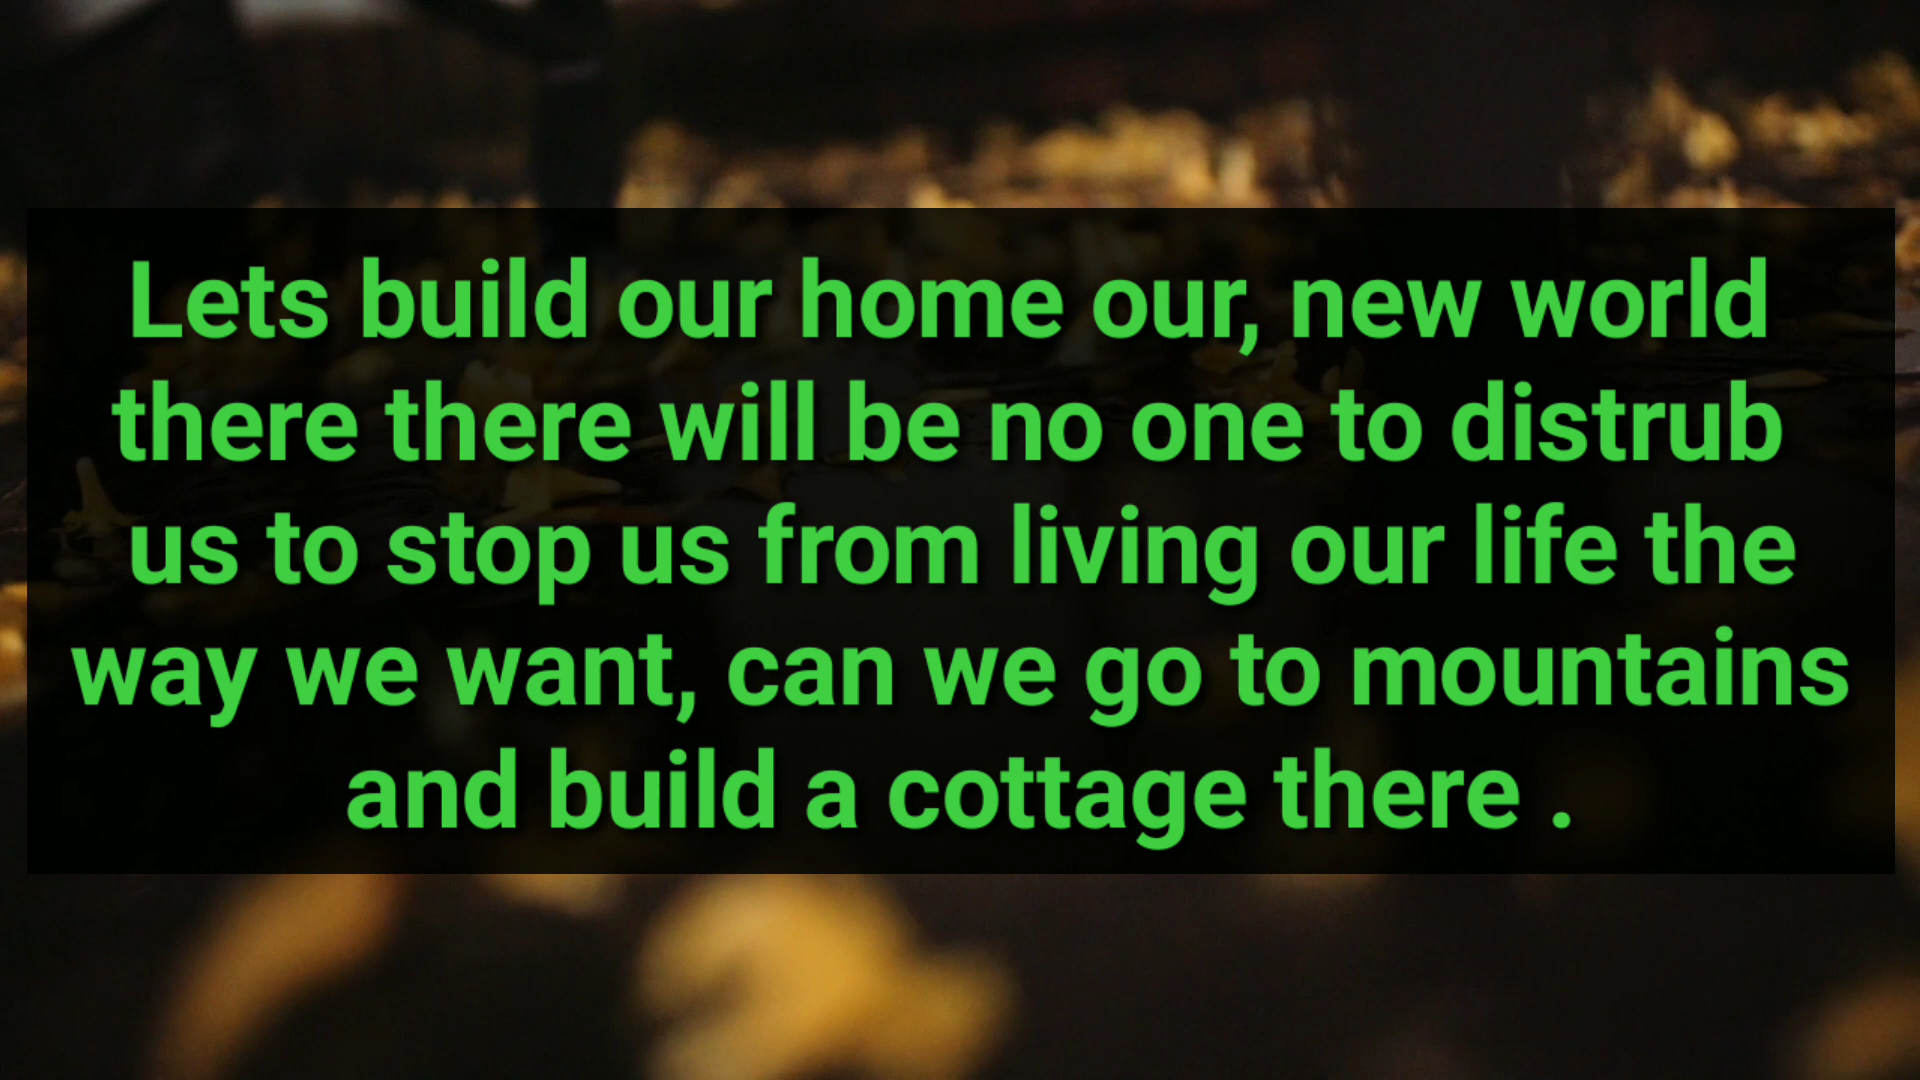 Lets build our home our, new world
there there will be no one to distrub
us to stop us from living our life the
way we want, can we go to mountains
and build a cottage there .